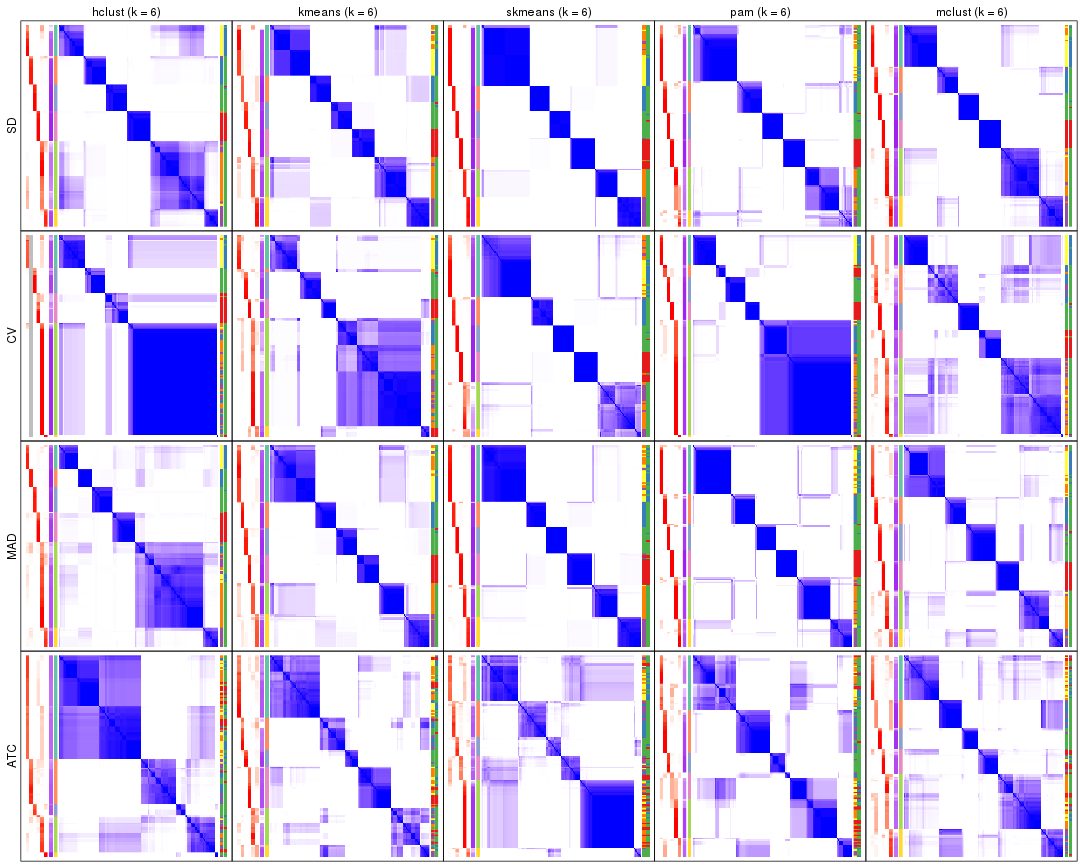 hclust (k = 6) kmeans (k = 6) skmeans (k = 6) pam (k = 6) mclust (k = 6)
SD
CV
MAD
ATC